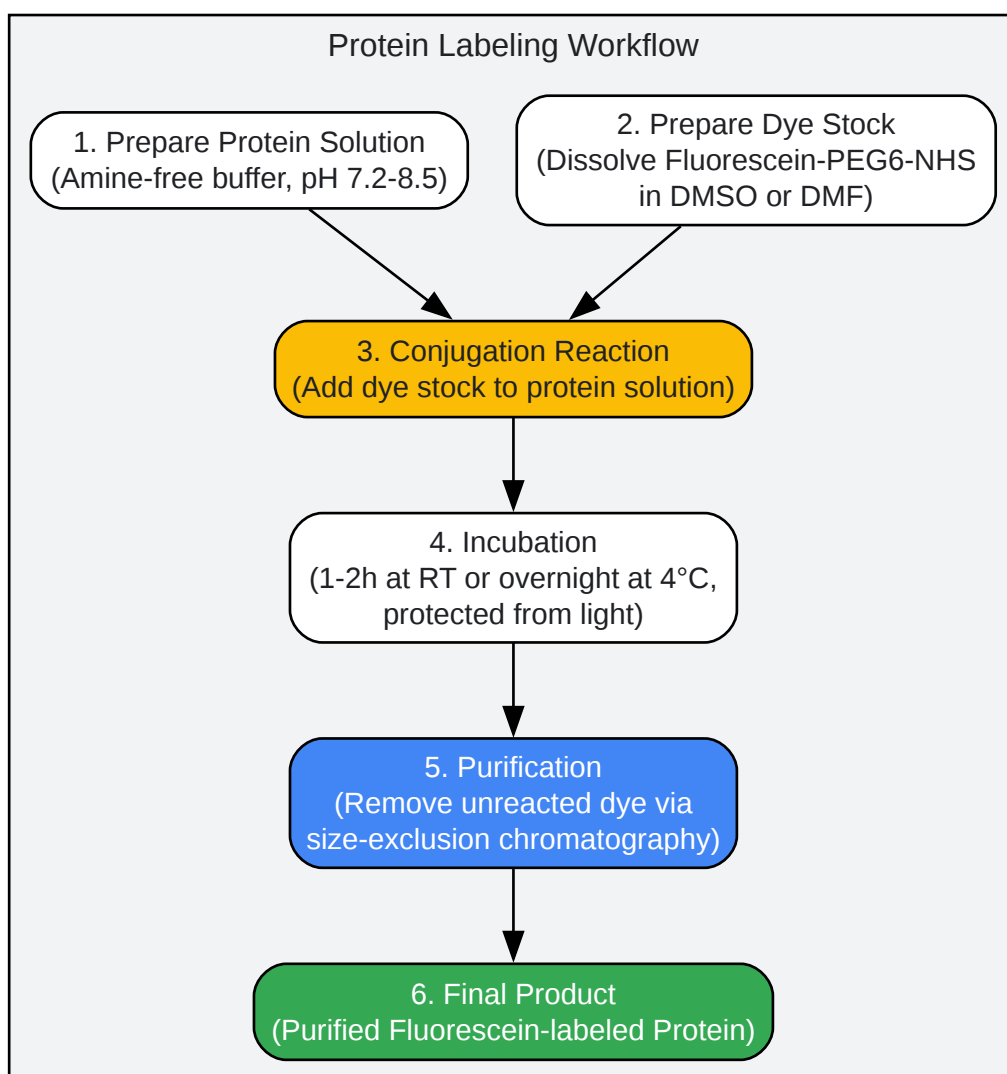 Protein Labeling Workflow
1. Prepare Protein Solution
(Amine-free buffer, pH 7.2-8.5)
2. Prepare Dye Stock
(Dissolve Fluorescein-PEG6-NHS
in DMSO or DMF)
3. Conjugation Reaction
(Add dye stock to protein solution)
4. Incubation
(1-2h at RT or overnight at 4°C,
protected from light)
5. Purification
(Remove unreacted dye via
size-exclusion chromatography)
6. Final Product
(Purified Fluorescein-labeled Protein)